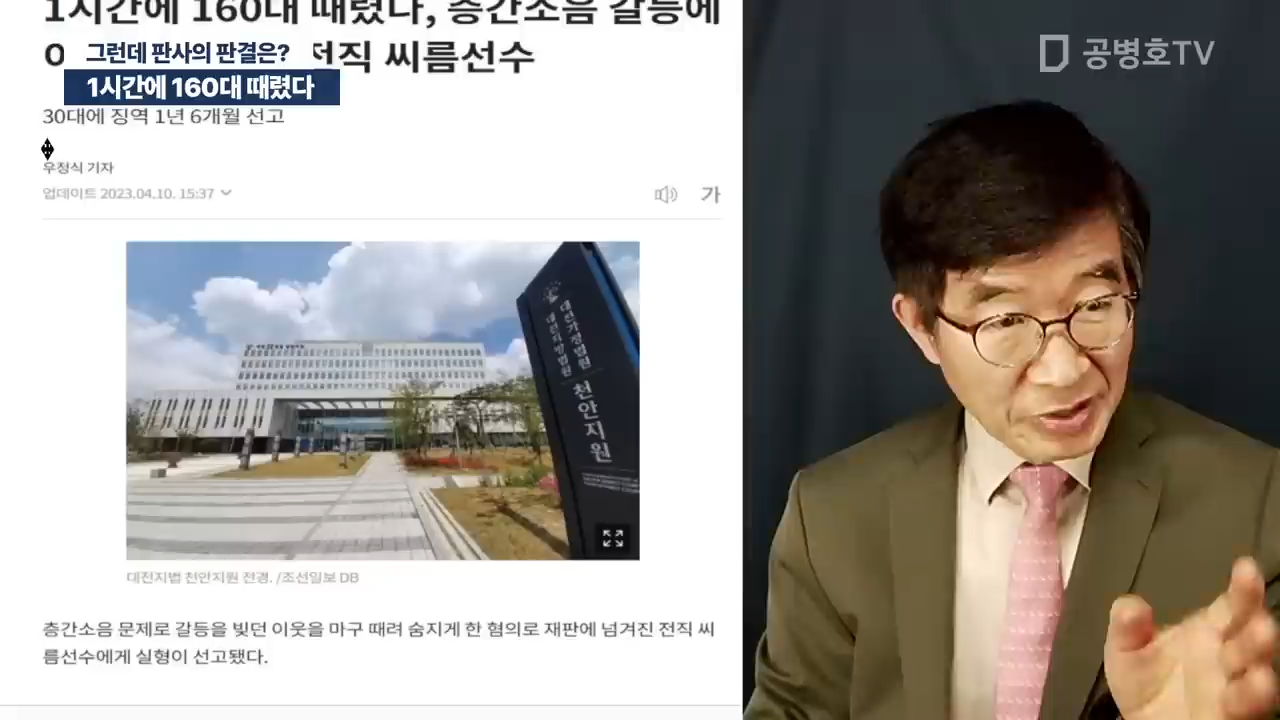 1시간에 160대 때렸다, 층간소음 갈등에
전직 씨름선수
그런데 판사의 판결은?
1시간에 160대 때렸다
30대에 징역 1년 6개월 선고
우정식 기자
업데이트 2023.04.10. 15:37
가
공병호TV
대전가정법원
대전지방법원
천안지원
대전지법 천안지원 전경. /조선일보 DB
층간소음 문제로 갈등을 빚던 이웃을 마구 때려 숨지게 한 혐의로 재판에 넘겨진 전직 씨
름선수에게 실형이 선고됐다.